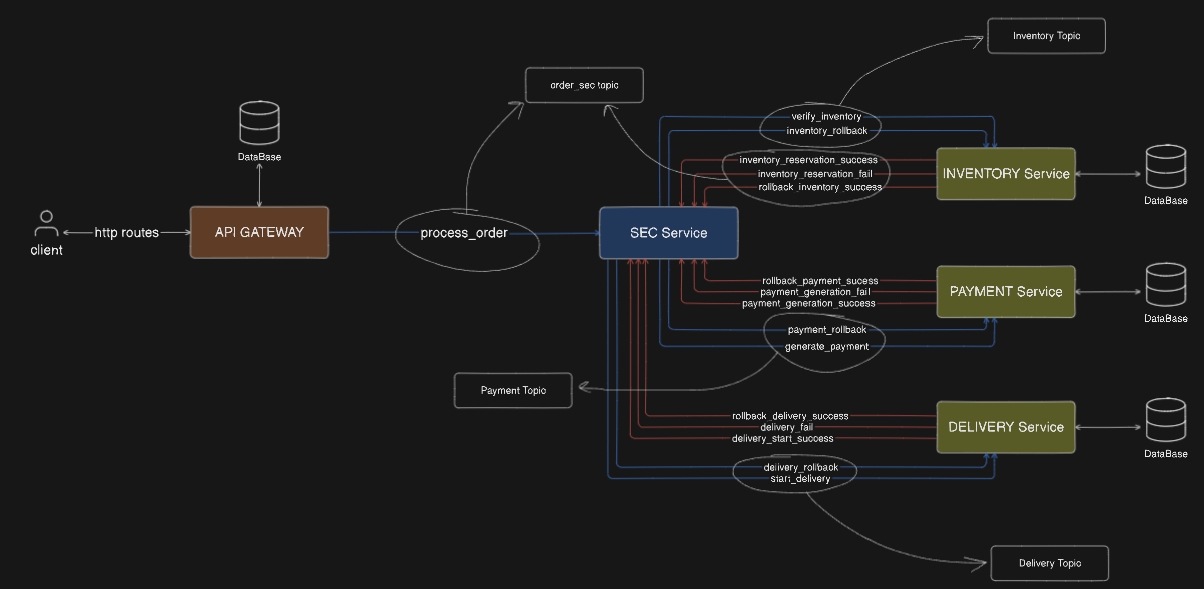 Inventory Topic
order_sec topic
verify_inventory
inventory_rollback
DataBase
inventory_reservation_success
inventory_reservation_fail
rollback_inventory_success
INVENTORY Service
DataBase
client
http routes
API GATEWAY
process_order
SEC Service
rollback_payment_sucess
payment_generation_fail
payment_generation_success
PAYMENT Service
DataBase
payment_rollback
generate_payment
Payment Topic
rollback_delivery_success
delivery_fail
delivery_start_success
DELIVERY Service
DataBase
delivery_rollback
start_delivery
Delivery Topic